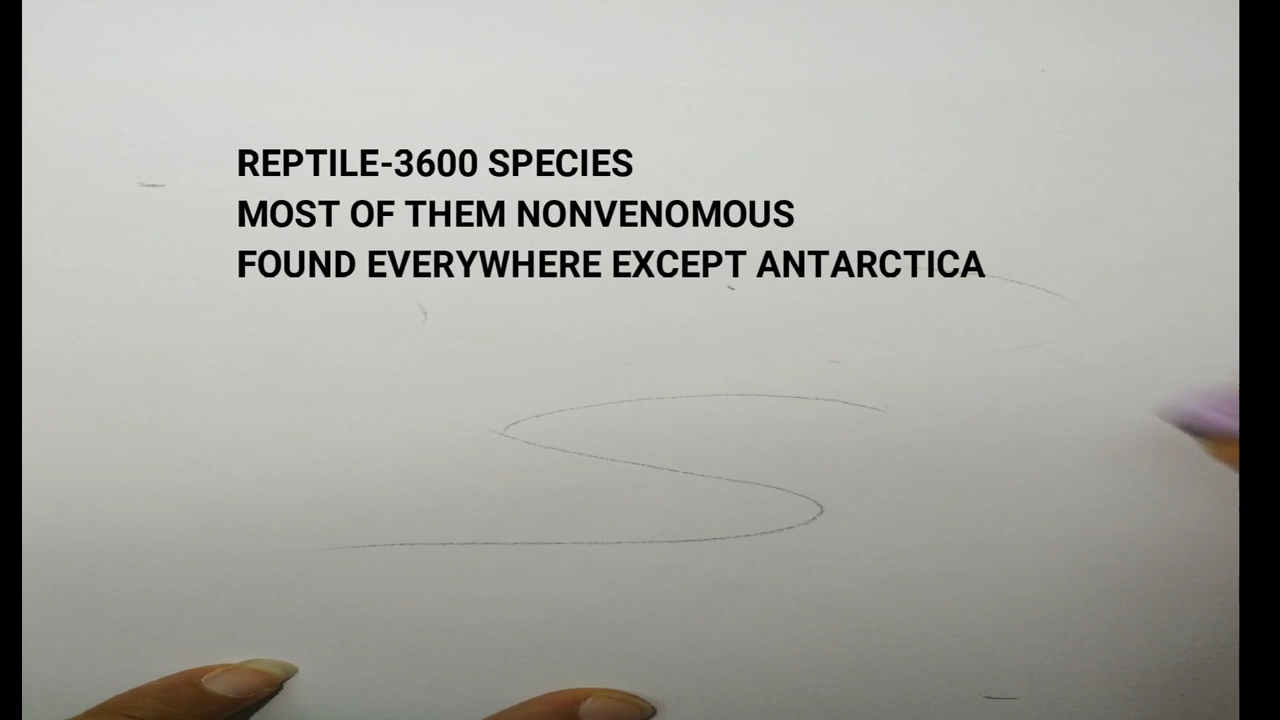 REPTILE-3600 SPECIES
MOST OF THEM NONVENOMOUS
FOUND EVERYWHERE EXCEPT ANTARCTICA